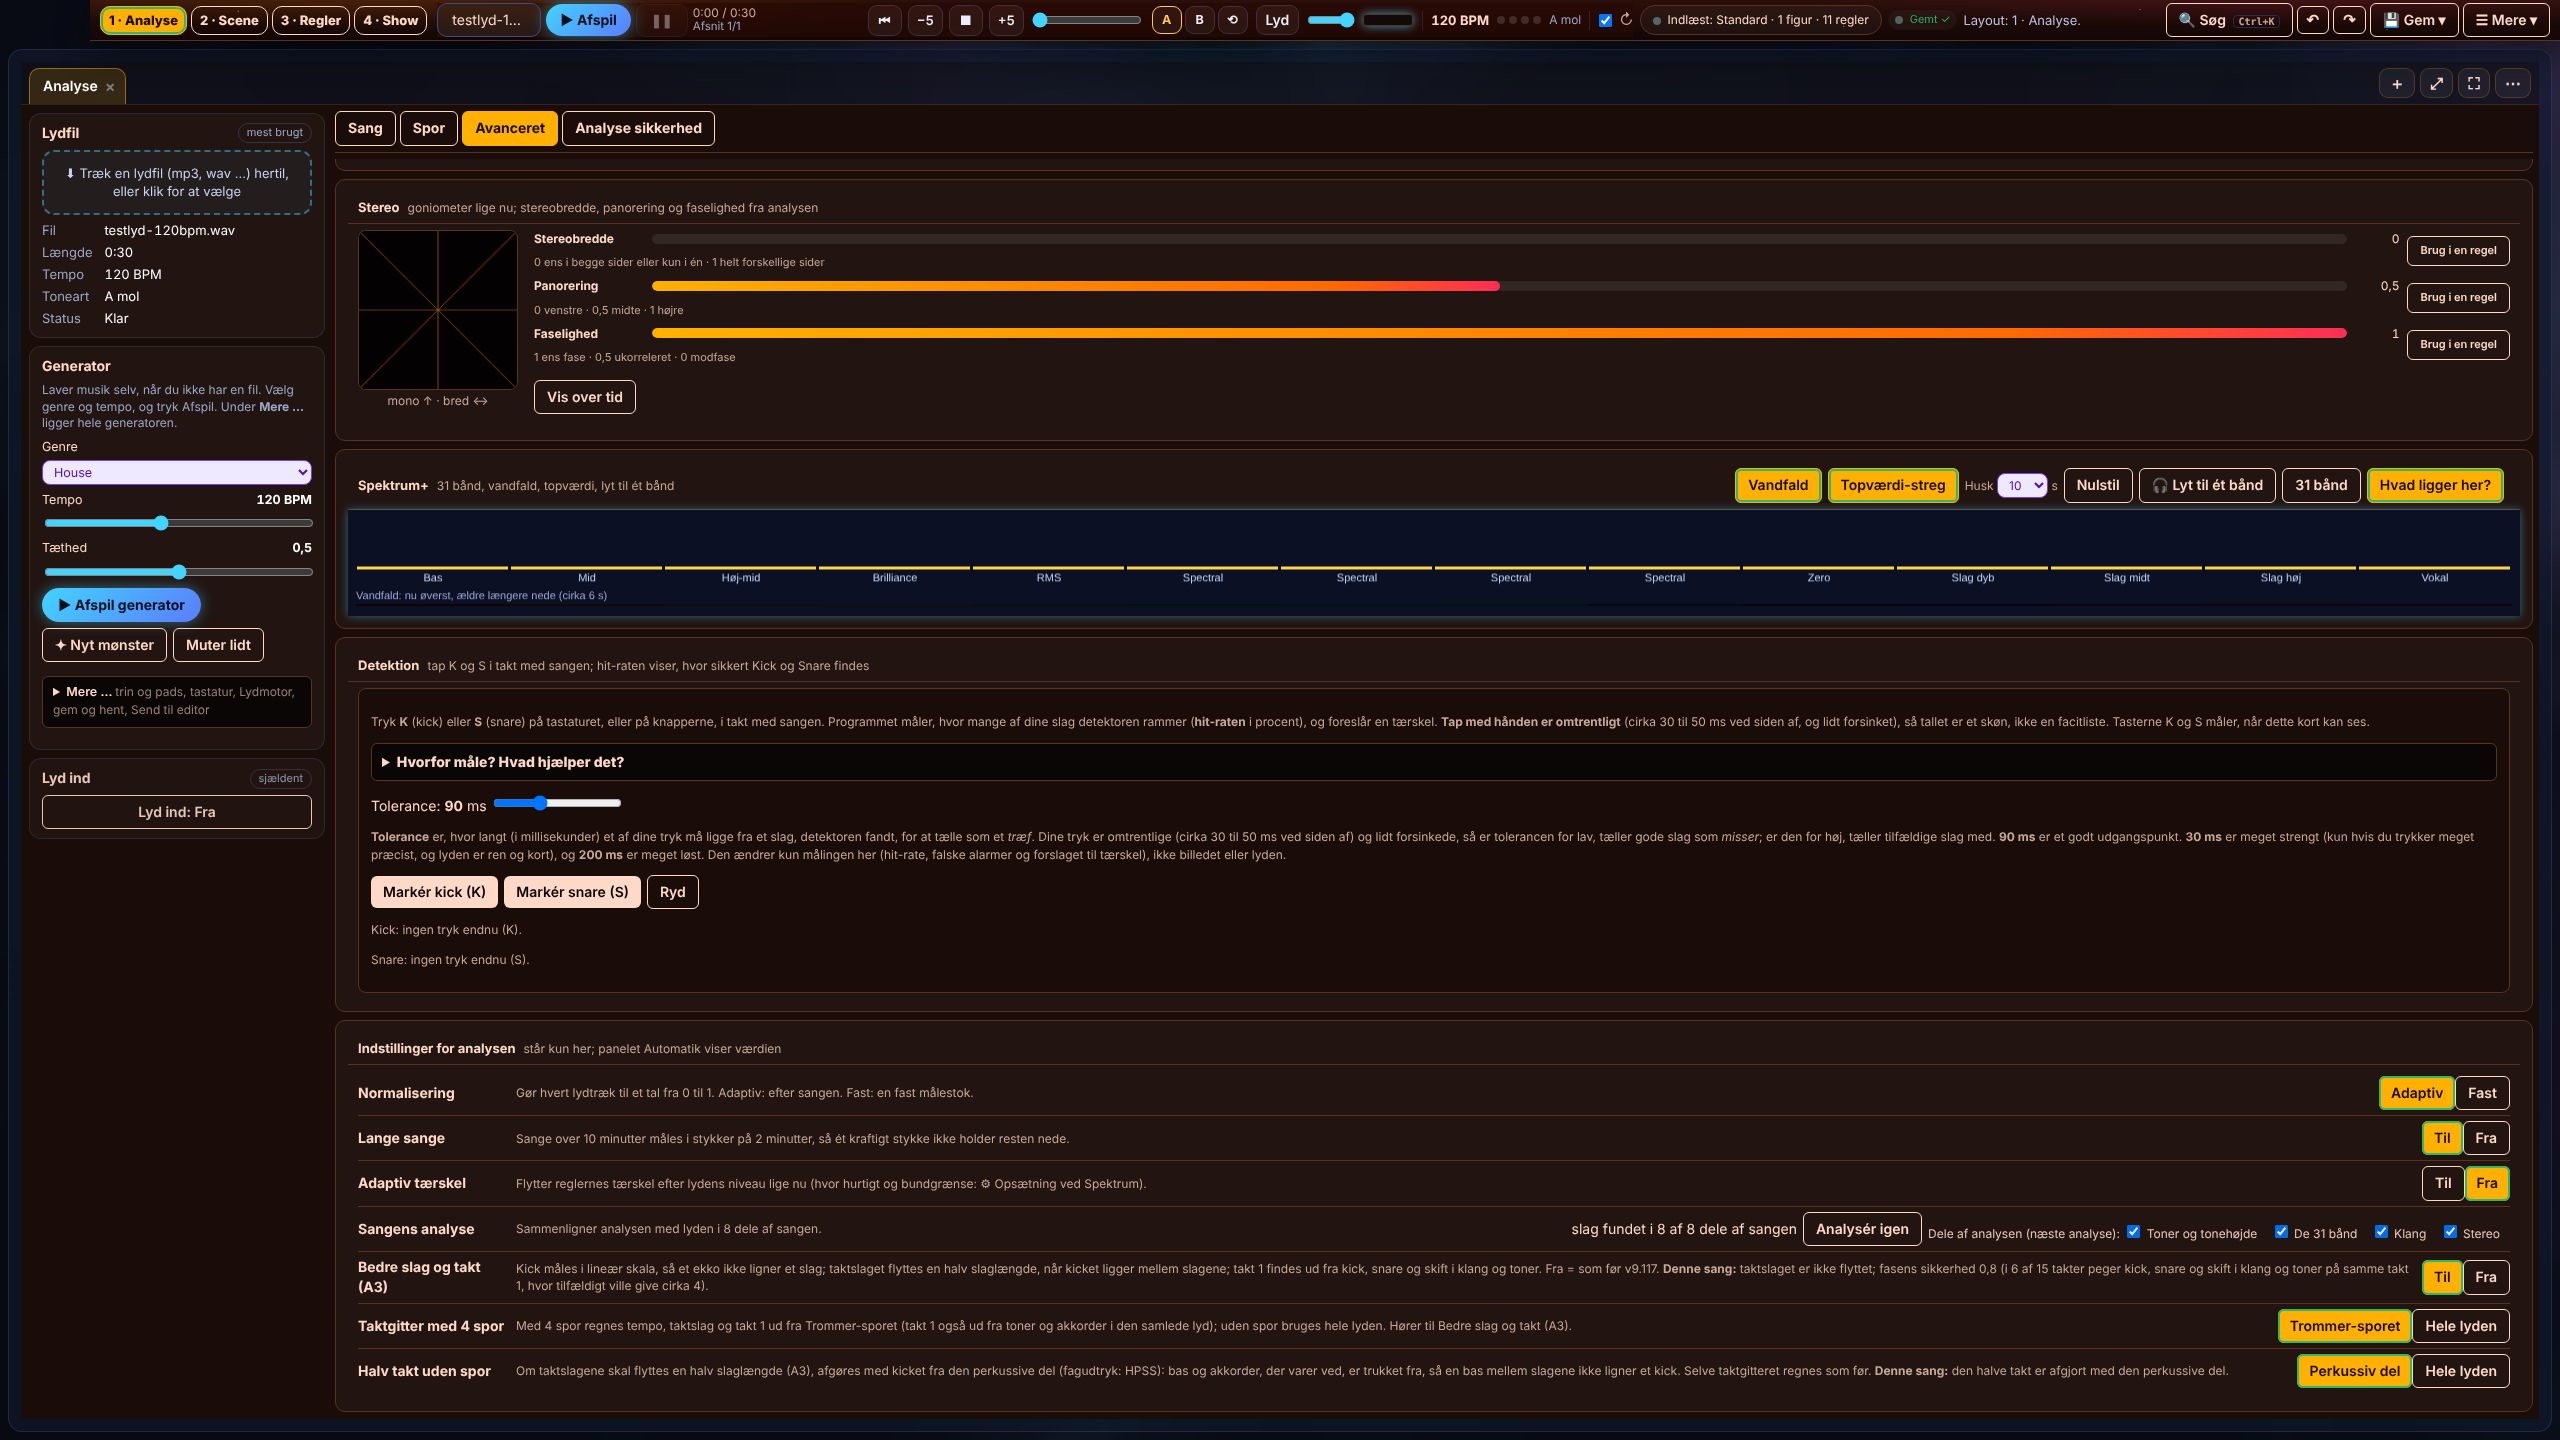 1 · Analyse 2 · Scene 3 · Regler 4 · Show testlyd-1... ▶ Afspil ❚❚ 0:00 / 0:30 ⏮ −5 ⏹ +5 A B ⟲ Lyd 120 BPM A mol ↻ Indlæst: Standard · 1 figur · 11 regler Gemt ✓ Layout: 1 · Analyse. 🔍 Søg Ctrl+K ↶ ↷ 💾 Gem ▾ ☰ Mere ▾
Afsnit 1/1
Analyse × + ⤢ ⛶ ⋯
Lydfil mest brugt
⬇ Træk en lydfil (mp3, wav ...) hertil,
eller klik for at vælge
Fil testlyd-120bpm.wav
Længde 0:30
Tempo 120 BPM
Toneart A mol
Status Klar
Generator
Laver musik selv, når du ikke har en fil. Vælg
genre og tempo, og tryk Afspil. Under Mere ...
ligger hele generatoren.
Genre
House
Tempo 120 BPM
Tæthed 0,5
▶ Afspil generator
✦ Nyt mønster Muter lidt
▶ Mere ... trin og pads, tastatur, Lydmotor,
gem og hent, Send til editor
Lyd ind sjældent
Lyd ind: Fra
Sang Spor Avanceret Analyse sikkerhed
Stereo goniometer lige nu; stereobredde, panorering og faselighed fra analysen
mono ↑ · bred ↔
Stereobredde 0 Brug i en regel
0 ens i begge sider eller kun i én · 1 helt forskellige sider
Panorering 0,5 Brug i en regel
0 venstre · 0,5 midte · 1 højre
Faselighed 1 Brug i en regel
1 ens fase · 0,5 ukorreleret · 0 modfase
Vis over tid
Spektrum+ 31 bånd, vandfald, topværdi, lyt til ét bånd Vandfald Topværdi-streg Husk 10 s Nulstil 🎧 Lyt til ét bånd 31 bånd Hvad ligger her?
Bas Mid Høj-mid Brilliance RMS Spectral Spectral Spectral Spectral Zero Slag dyb Slag midt Slag høj Vokal
Vandfald: nu øverst, ældre længere nede (cirka 6 s)
Detektion tap K og S i takt med sangen; hit-raten viser, hvor sikkert Kick og Snare findes
Tryk K (kick) eller S (snare) på tastaturet, eller på knapperne, i takt med sangen. Programmet måler, hvor mange af dine slag detektoren rammer (hit-raten i procent), og foreslår en tærskel. Tap med hånden er omtrentligt (cirka 30 til 50 ms ved siden af, og lidt forsinket), så tallet er et skøn, ikke en facitliste. Tasterne K og S måler, når dette kort kan ses.
▶ Hvorfor måle? Hvad hjælper det?
Tolerance: 90 ms
Tolerance er, hvor langt (i millisekunder) et af dine tryk må ligge fra et slag, detektoren fandt, for at tælle som et træf. Dine tryk er omtrentlige (cirka 30 til 50 ms ved siden af) og lidt forsinkede, så er tolerancen for lav, tæller gode slag som misser; er den for høj, tæller tilfældige slag med. 90 ms er et godt udgangspunkt. 30 ms er meget strengt (kun hvis du trykker meget
præcist, og lyden er ren og kort), og 200 ms er meget løst. Den ændrer kun målingen her (hit-rate, falske alarmer og forslaget til tærskel), ikke billedet eller lyden.
Markér kick (K) Markér snare (S) Ryd
Kick: ingen tryk endnu (K).
Snare: ingen tryk endnu (S).
Indstillinger for analysen står kun her; panelet Automatik viser værdien
Normalisering Gør hvert lydtræk til et tal fra 0 til 1. Adaptiv: efter sangen. Fast: en fast målestok. Adaptiv Fast
Lange sange Sange over 10 minutter måles i stykker på 2 minutter, så ét kraftigt stykke ikke holder resten nede. Til Fra
Adaptiv tærskel Flytter reglernes tærskel efter lydens niveau lige nu (hvor hurtigt og bundgrænse: ⚙ Opsætning ved Spektrum). Til Fra
Sangens analyse Sammenligner analysen med lyden i 8 dele af sangen. slag fundet i 8 af 8 dele af sangen Analysér igen Dele af analysen (næste analyse): Toner og tonehøjde De 31 bånd Klang Stereo
Bedre slag og takt Kick måles i lineær skala, så et ekko ikke ligner et slag; taktslaget flyttes en halv slaglængde, når kicket ligger mellem slagene; takt 1 findes ud fra kick, snare og skift i klang og toner. Fra = som før v9.117. Denne sang: taktslaget er ikke flyttet; fasens sikkerhed 0,8 (i 6 af 15 takter peger kick, snare og skift i klang og toner på samme takt Til Fra
(A3) 1, hvor tilfældigt ville give cirka 4).
Taktgitter med 4 spor Med 4 spor regnes tempo, taktslag og takt 1 ud fra Trommer-sporet (takt 1 også ud fra toner og akkorder i den samlede lyd); uden spor bruges hele lyden. Hører til Bedre slag og takt (A3). Trommer-sporet Hele lyden
Halv takt uden spor Om taktslagene skal flyttes en halv slaglængde (A3), afgøres med kicket fra den perkussive del (fagudtryk: HPSS): bas og akkorder, der varer ved, er trukket fra, så en bas mellem slagene ikke ligner et kick. Selve taktgitteret regnes som før. Denne sang: den halve takt er afgjort med den perkussive del. Perkussiv del Hele lyden